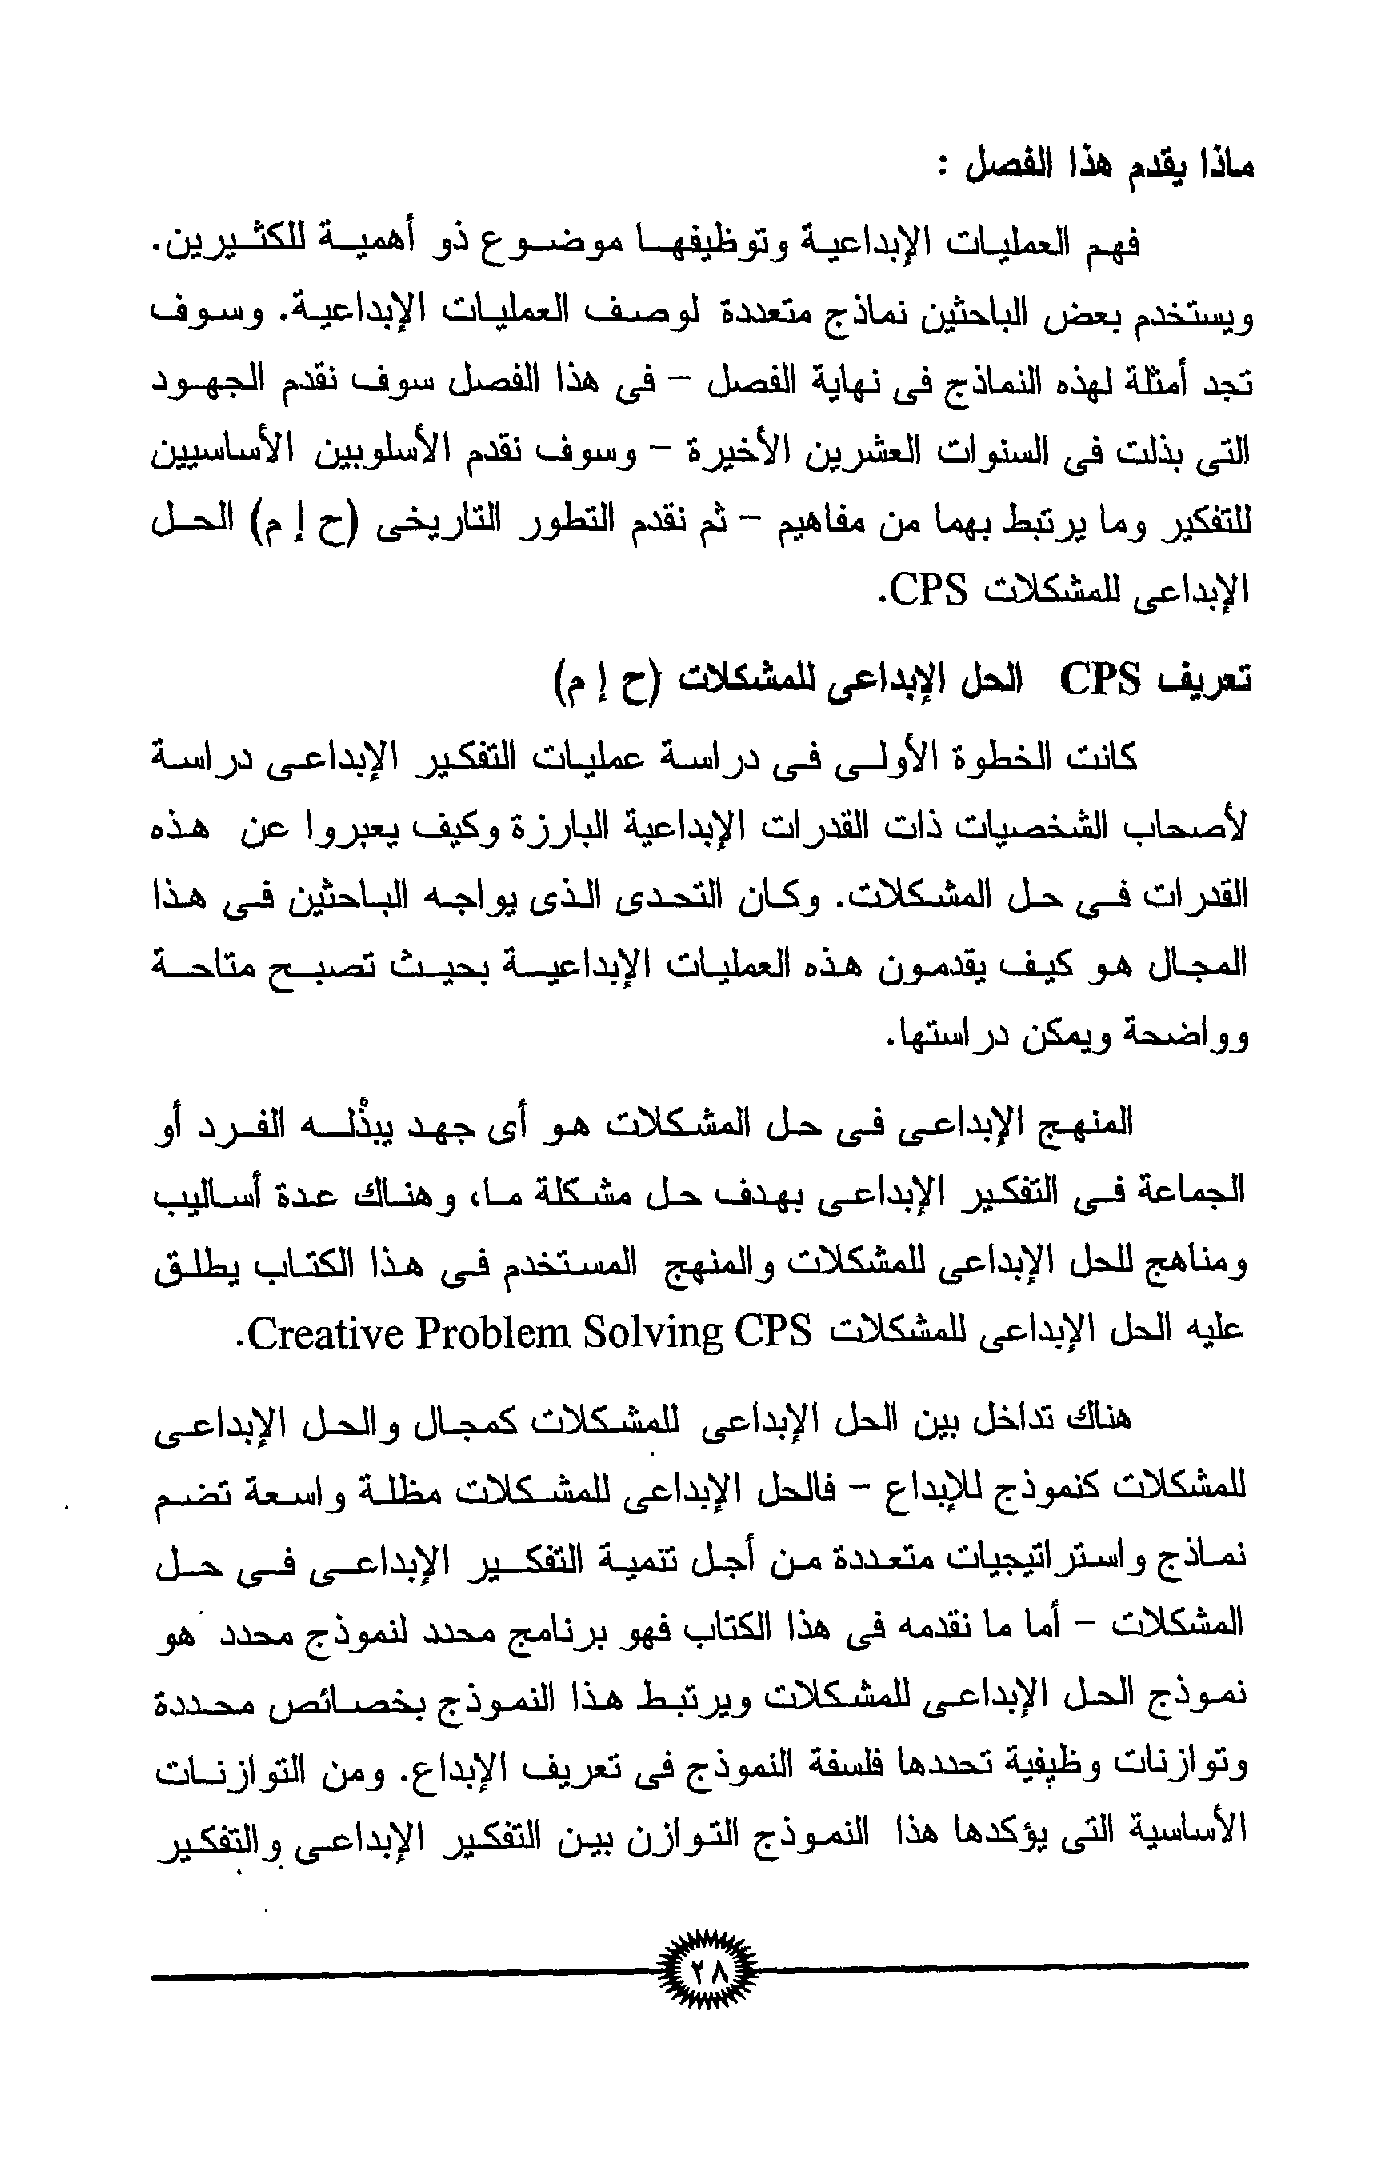 ماذا يقدم هذا الفصل :
فهم العمليات الإبداعية وتوظيفها موضوع ذو أهمية للكثيرين.
ويستخدم بعض الباحثين نماذج متعددة لوصف العمليات الإبداعية. وسوف
تجد أمثلة لهذه النماذج فى نهاية الفصل - فى هذا الفصل سوف نقدم الجهود
التى بذلت فى السنوات العشرين الأخيرة - وسوف نقدم الأسلوبين الأساسيين
للتفكير وما يرتبط بهما من مفاهيم - ثم نقدم التطور التاريخى (ح إ م) الحل
الإبداعى للمشكلات CPS.
تعريف CPS الحل الإبداعى للمشكلات (ح إ م)
كانت الخطوة الأولى فى دراسة عمليات التفكير الإبداعى دراسة
لأصحاب الشخصيات ذات القدرات الإبداعية البارزة وكيف يعبروا عن هذه
القدرات فى حل المشكلات. وكان التحدى الذى يواجه الباحثين فى هذا
المجال هو كيف يقدمون هذه العمليات الإبداعية بحيث تصبح متاحة
وواضحة ويمكن دراستها.
المنهج الإبداعى فى حل المشكلات هو أى جهد يبذْله الفرد أو
الجماعة فى التفكير الإبداعى بهدف حل مشكلة ما، وهناك عدة أساليب
ومناهج للحل الإبداعى للمشكلات والمنهج المستخدم فى هذا الكتاب يطلق
عليه الحل الإبداعى للمشكلات Creative Problem Solving CPS.
هناك تداخل بين الحل الإبداعى للمشكلات كمجال والحل الإبداعى
للمشكلات كنموذج للإبداع - فالحل الإبداعى للمشكلات مظلة واسعة تضم
نماذج واستراتيجيات متعددة من أجل تنمية التفكير الإبداعى فى حل
المشكلات - أما ما نقدمه فى هذا الكتاب فهو برنامج محدد لنموذج محدد هو
نموذج الحل الإبداعى للمشكلات ويرتبط هذا النموذج بخصائص محددة
وتوازنات وظيفية تحددها فلسفة النموذج فى تعريف الإبداع. ومن التوازنات
الأساسية التى يؤكدها هذا النموذج التوازن بين التفكير الإبداعى والتفكير
٢٨